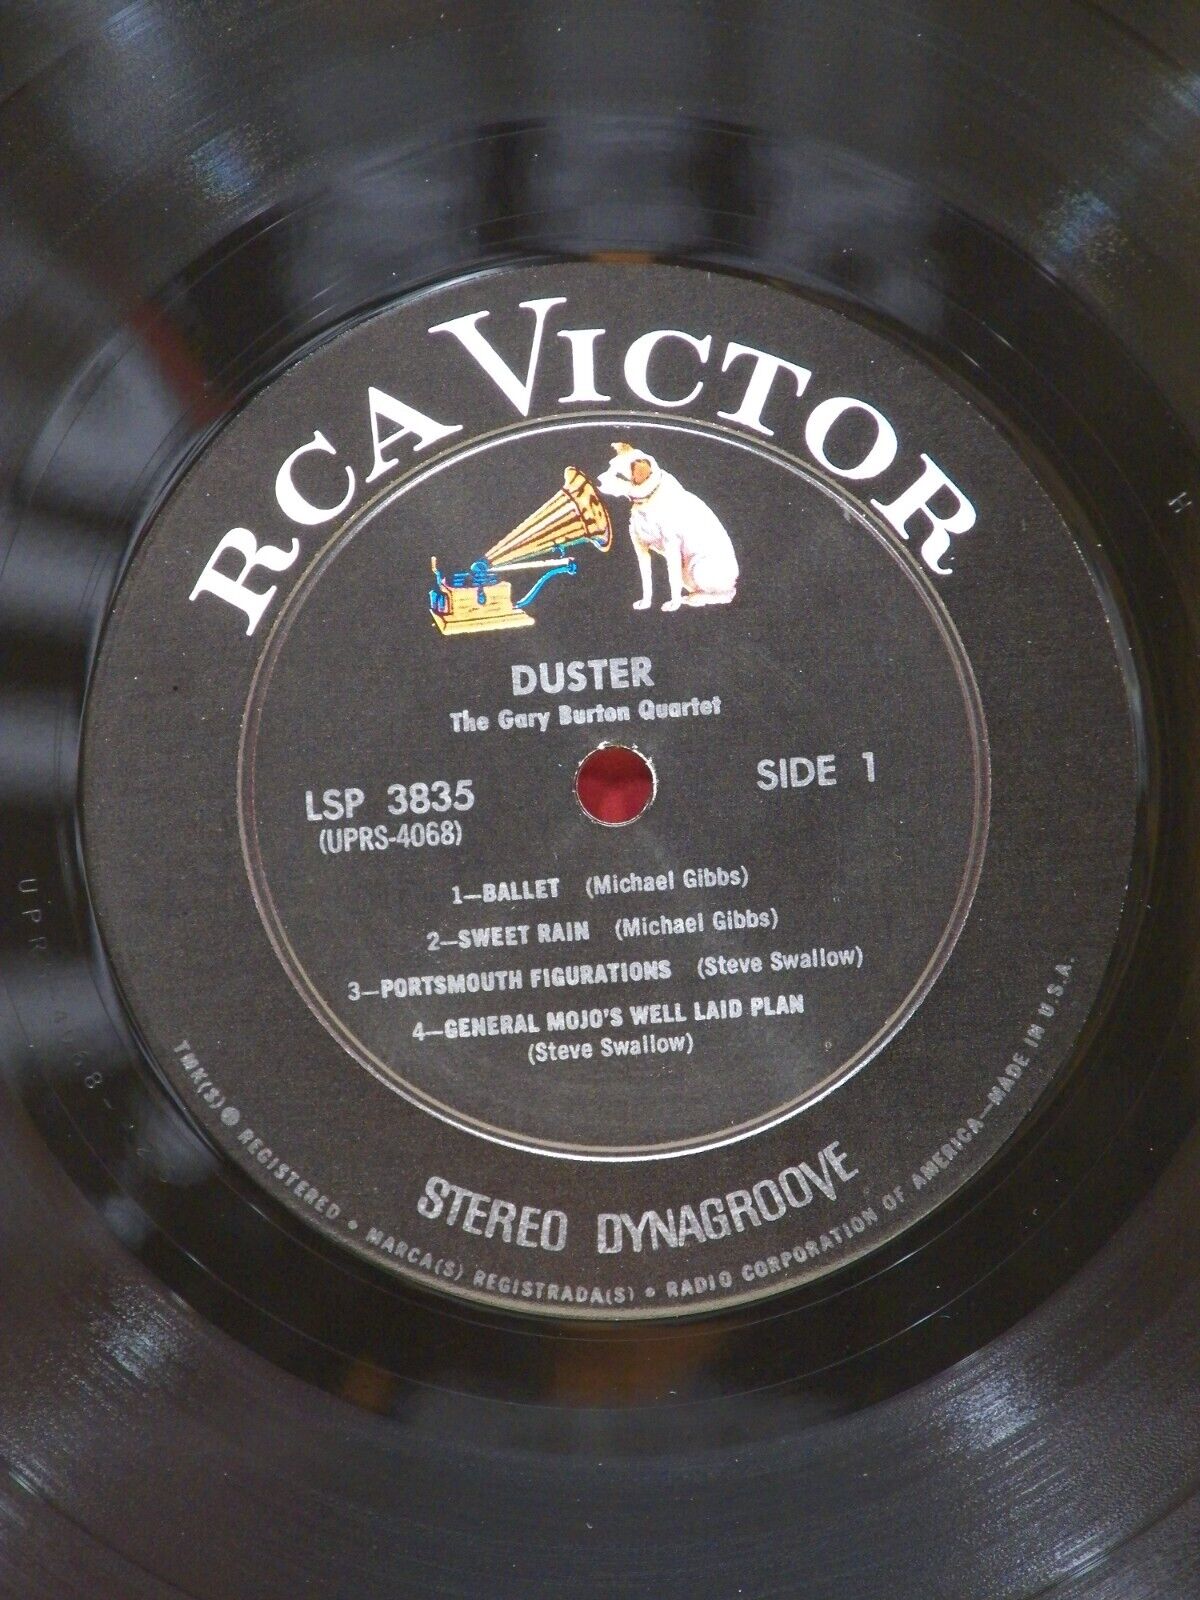 RCA VICTOR
DUSTER
The Gary Burton Quartet
LSP 3835
(UPRS-4068)
SIDE 1
1—BALLET (Michael Gibbs)
2—SWEET RAIN (Michael Gibbs)
3—PORTSMOUTH FIGURATIONS (Steve Swallow)
4—GENERAL MOJO'S WELL LAID PLAN
(Steve Swallow)
STEREO DYNAGROOVE
TMK(S) ® REGISTERED • MARCA(S) REGISTRADA(S) • RADIO CORPORATION OF AMERICA—MADE IN U.S.A.
H